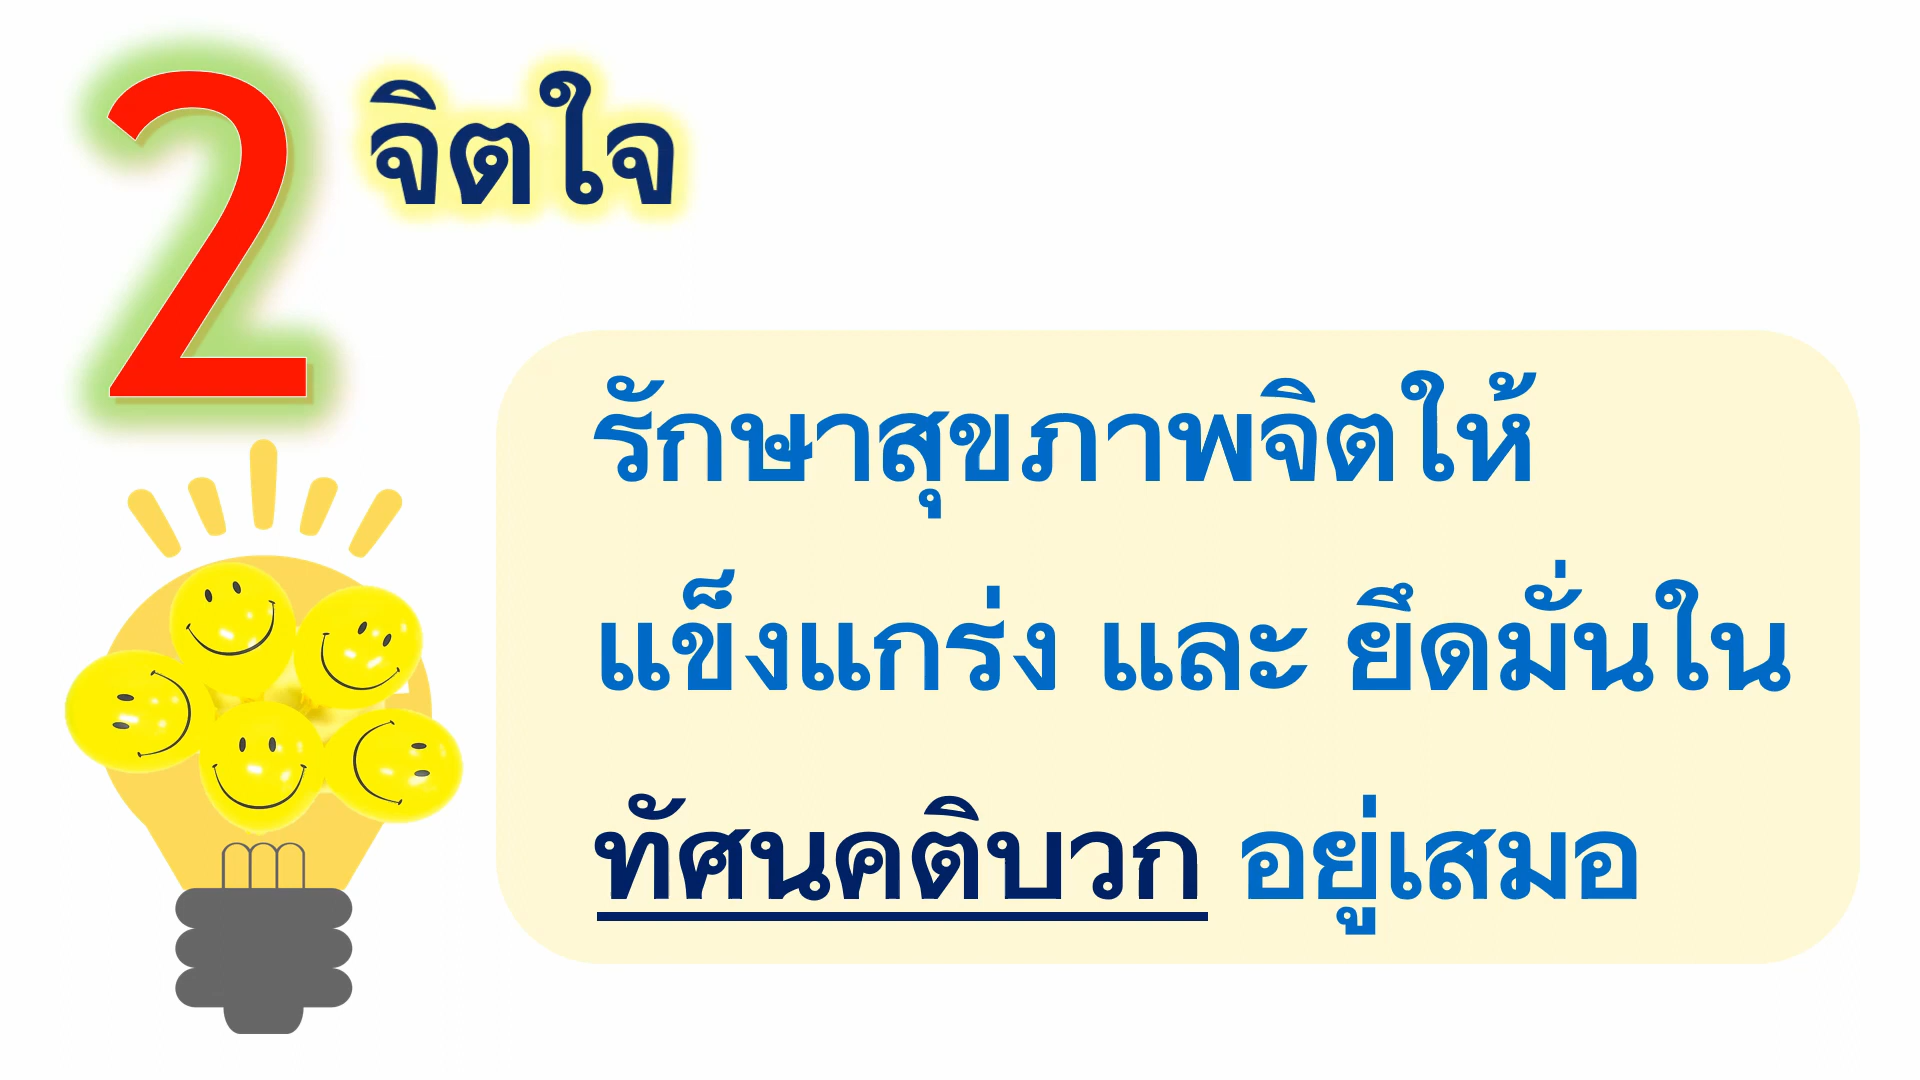 2 จิตใจ
รักษาสุขภาพจิตให้
แข็งแกร่ง และ ยึดมั่นใน
ทัศนคติบวก อยู่เสมอ